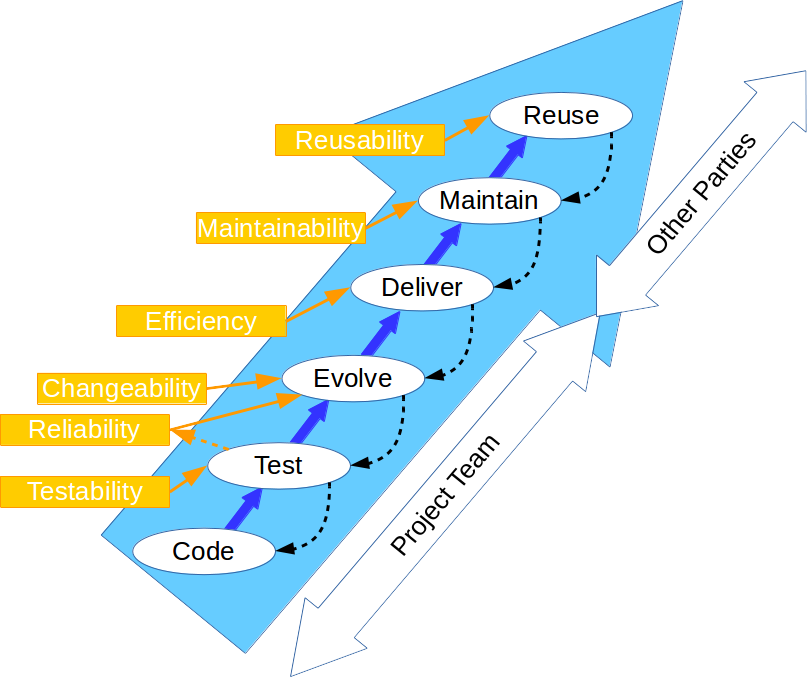 Reuse
Reusability
Other Parties
Maintain
Maintainability
Deliver
Efficiency
Evolve
Changeability
Reliability
Test
Testability
Project Team
Code